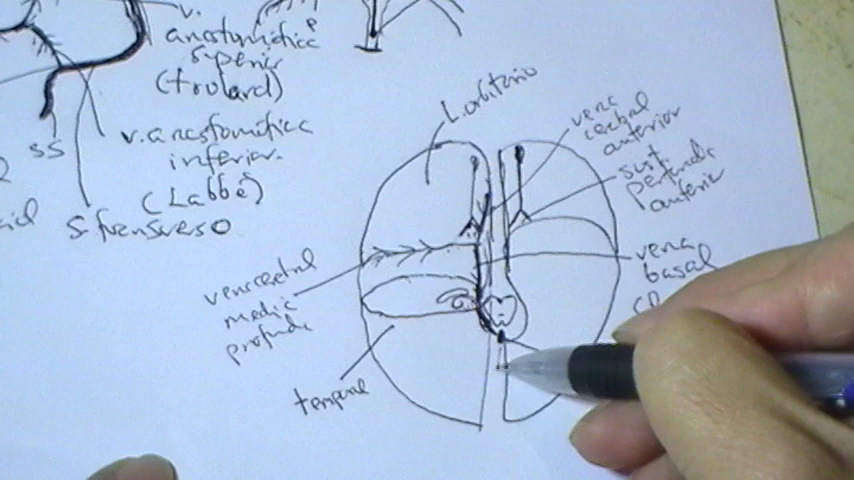 v.
anastomótica
superior
(trolard)
p
v. anastomótica
inferior.
(Labbé)
SS
S. transverso
L. orbitario
vena
cerebral
anterior
sust.
perforada
anterior
vena
basal
vena cerebral
media
profunda
temporal